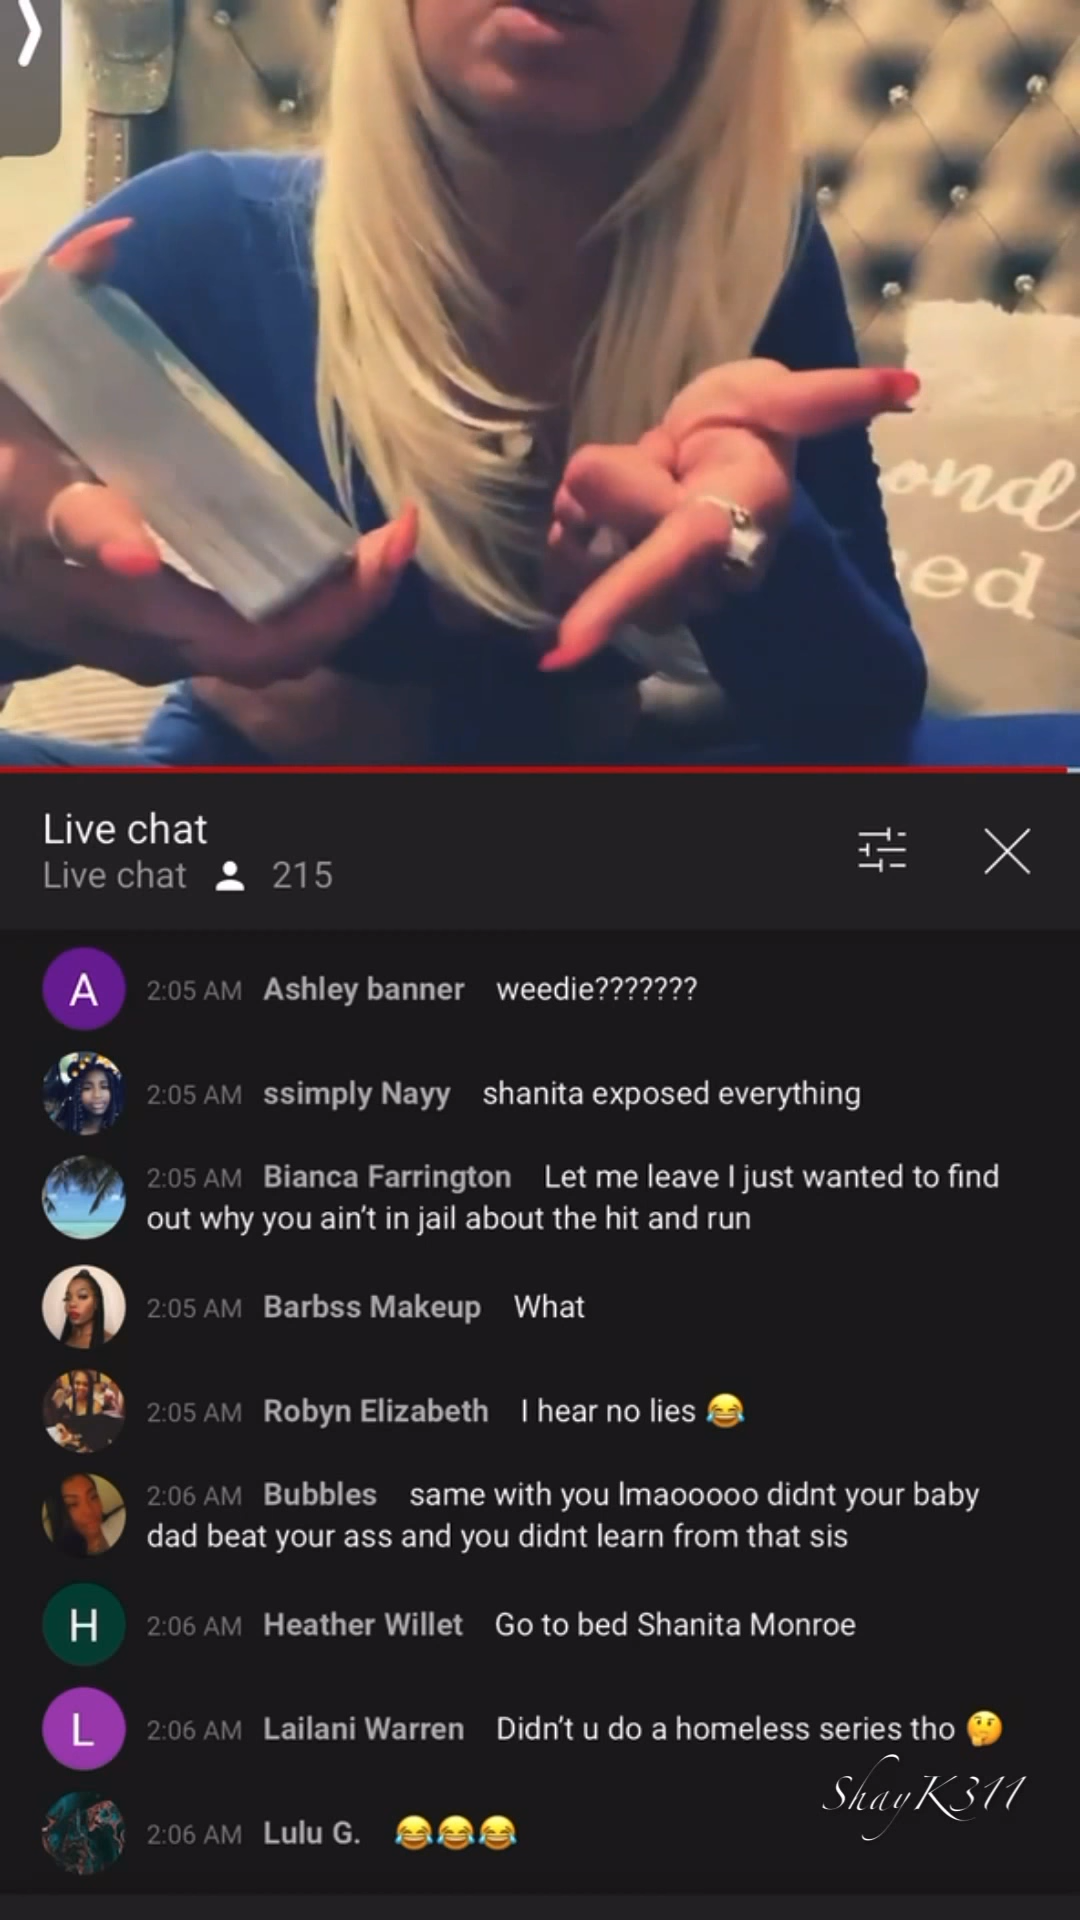 ond
ed
Live chat
Live chat 215
A 2:05 AM Ashley banner weedie???????
2:05 AM ssimply Nayy shanita exposed everything
2:05 AM Bianca Farrington Let me leave I just wanted to find
out why you ain't in jail about the hit and run
2:05 AM Barbss Makeup What
2:05 AM Robyn Elizabeth I hear no lies 😂
2:06 AM Bubbles same with you lmaooooo didnt your baby
dad beat your ass and you didnt learn from that sis
H 2:06 AM Heather Willet Go to bed Shanita Monroe
L 2:06 AM Lailani Warren Didn't u do a homeless series tho 🤔
ShayK311
2:06 AM Lulu G. 😂😂😂